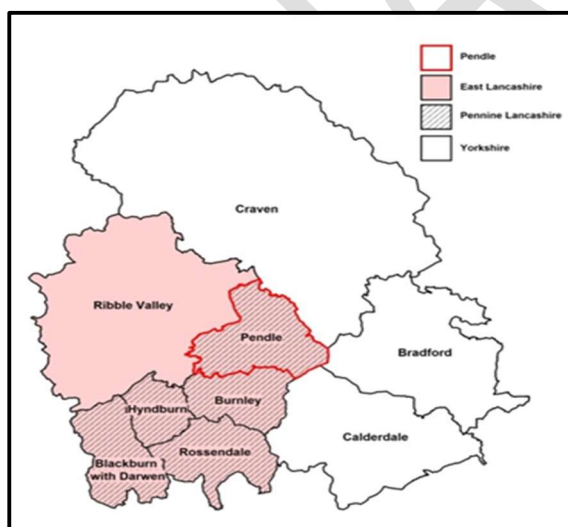 Pendle
East Lancashire
Pennine Lancashire
Yorkshire
Craven
Ribble Valley
Pendle
Bradford
Hyndburn
Burnley
Calderdale
Rossendale
Blackburn
with Darwen